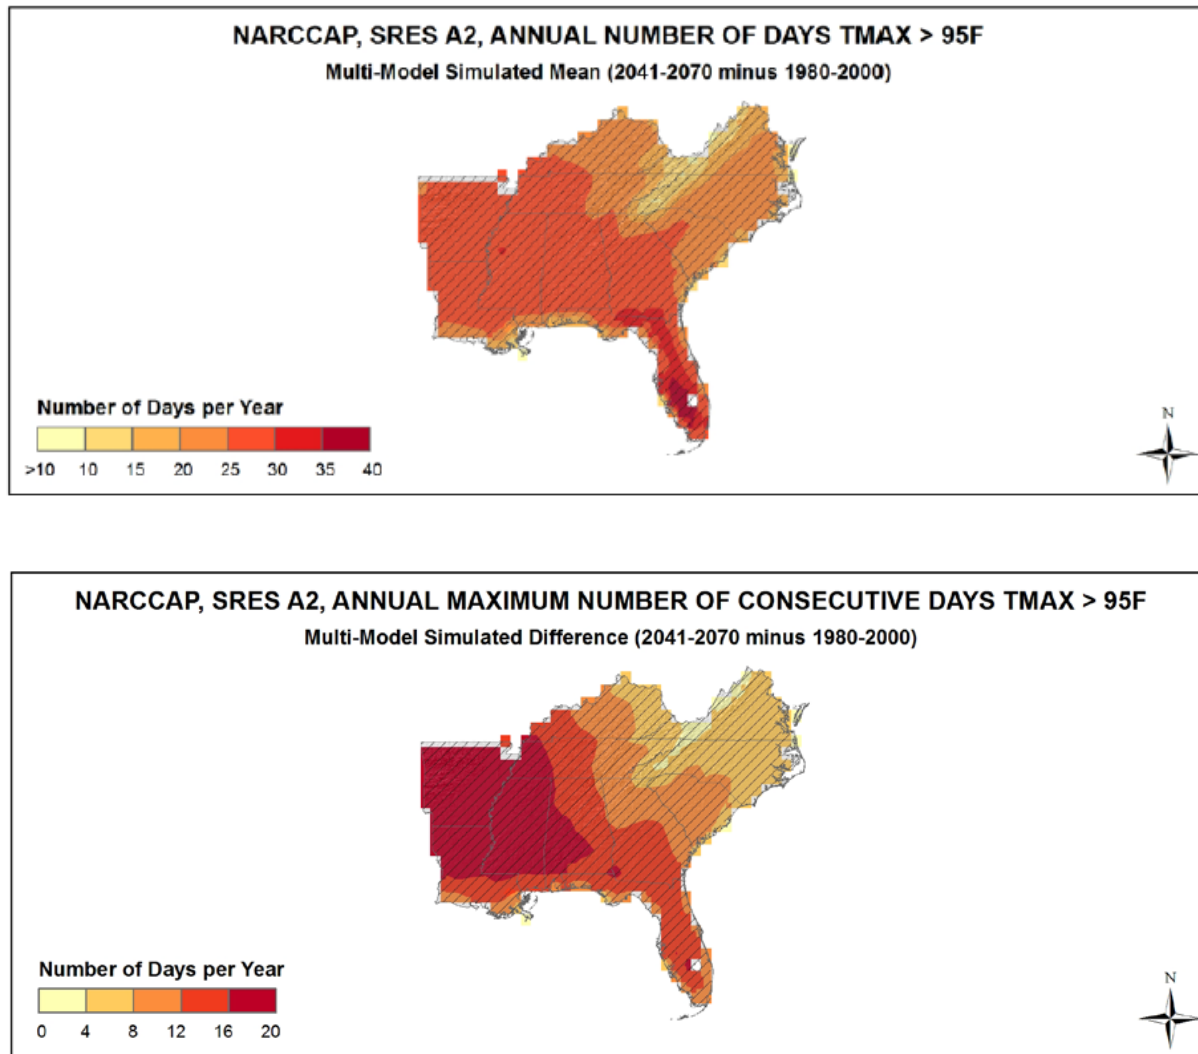 NARCCAP, SRES A2, ANNUAL NUMBER OF DAYS TMAX > 95F
Multi-Model Simulated Mean (2041-2070 minus 1980-2000)
Number of Days per Year
>10 10 15 20 25 30 35 40
N
NARCCAP, SRES A2, ANNUAL MAXIMUM NUMBER OF CONSECUTIVE DAYS TMAX > 95F
Multi-Model Simulated Difference (2041-2070 minus 1980-2000)
Number of Days per Year
0 4 8 12 16 20
N